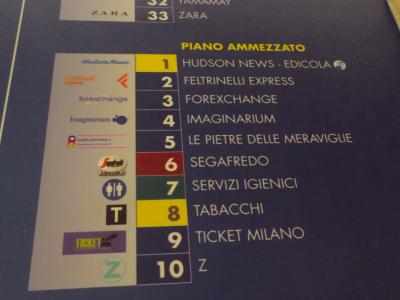 32 YAMAMAY
ZARA 33 ZARA
PIANO AMMEZZATO
Hudson News 1 HUDSON NEWS - EDICOLA
2 FELTRINELLI EXPRESS
forexchange 3 FOREXCHANGE
Imaginarium 4 IMAGINARIUM
5 LE PIETRE DELLE MERAVIGLIE
6 SEGAFREDO
7 SERVIZI IGIENICI
T 8 TABACCHI
TICKET 9 TICKET MILANO
Z 10 Z